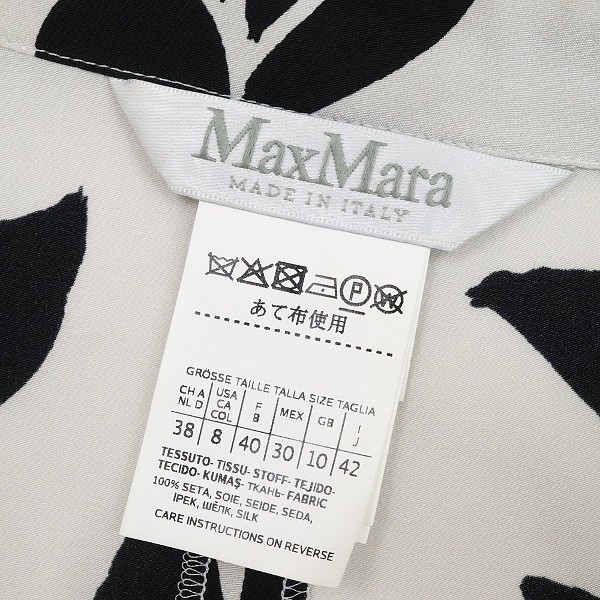 MaxMara
MADE IN ITALY
P W
あて布使用
GRÖSSE TAILLE TALLA SIZE TAGLIA
CH A NL D USA CA COL F B MEX GB I J
38 8 40 30 10 42
TESSUTO- TISSU- STOFF- TEJIDO-
TECIDO- KUMAŞ- ТКАНЬ- FABRIC
100% SETA, SOIE, SEIDE, SEDA,
IPEK, ШЁЛК, SILK
CARE INSTRUCTIONS ON REVERSE